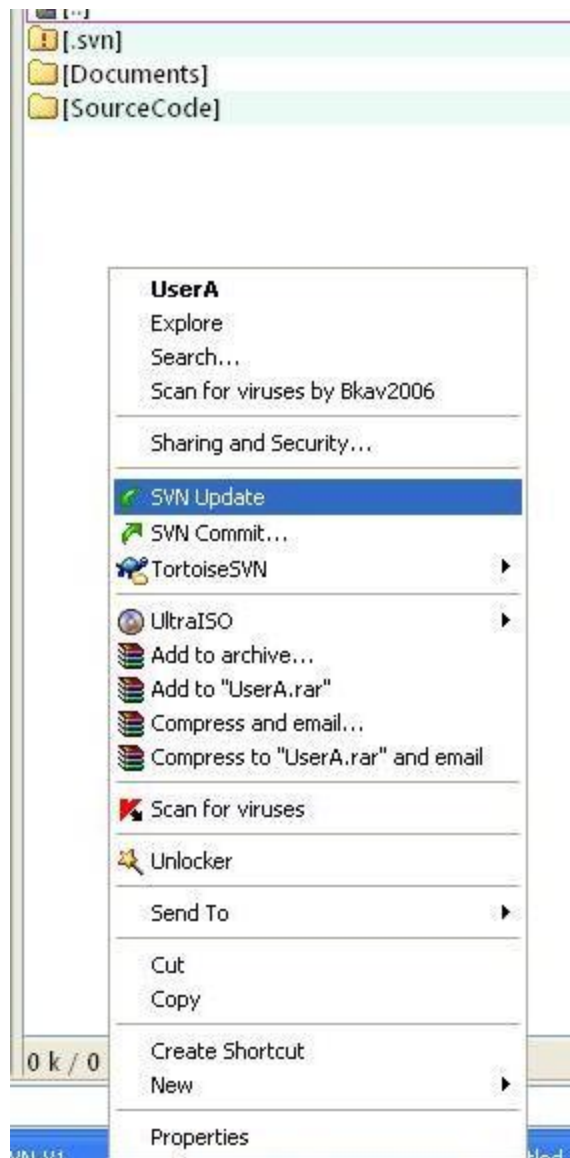 [..]
[.svn]
[Documents]
[SourceCode]
UserA
Explore
Search...
Scan for viruses by Bkav2006
Sharing and Security...
SVN Update
SVN Commit...
TortoiseSVN
UltraISO
Add to archive...
Add to "UserA.rar"
Compress and email...
Compress to "UserA.rar" and email
Scan for viruses
Unlocker
Send To
Cut
Copy
Create Shortcut
0 k / 0
New
Properties